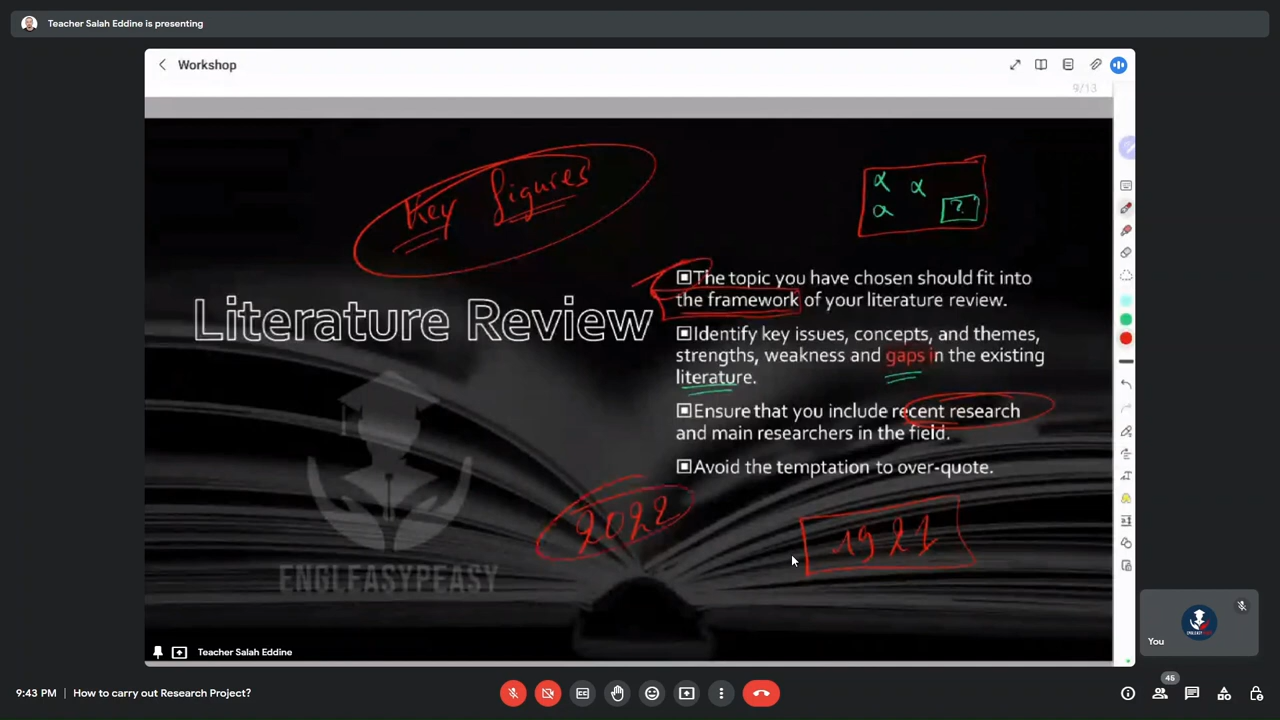 Teacher Salah Eddine is presenting
Workshop
9/13
Key figures
α α
α ?
Literature Review
The topic you have chosen should fit into
the framework of your literature review.
Identify key issues, concepts, and themes,
strengths, weakness and gaps in the existing
literature.
Ensure that you include recent research
and main researchers in the field.
Avoid the temptation to over-quote.
2022
1921
ENGLEASYPEASY
Teacher Salah Eddine
You
9:43 PM | How to carry out Research Project?
46